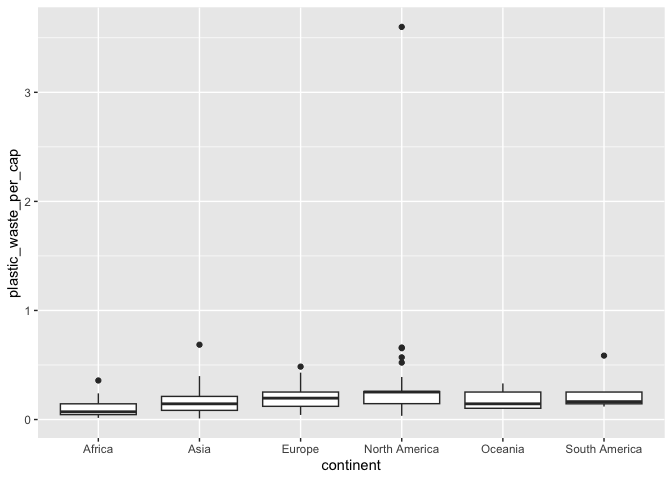 plastic_waste_per_cap
3
2
1
0
Africa
Asia
Europe
North America
Oceania
South America
continent